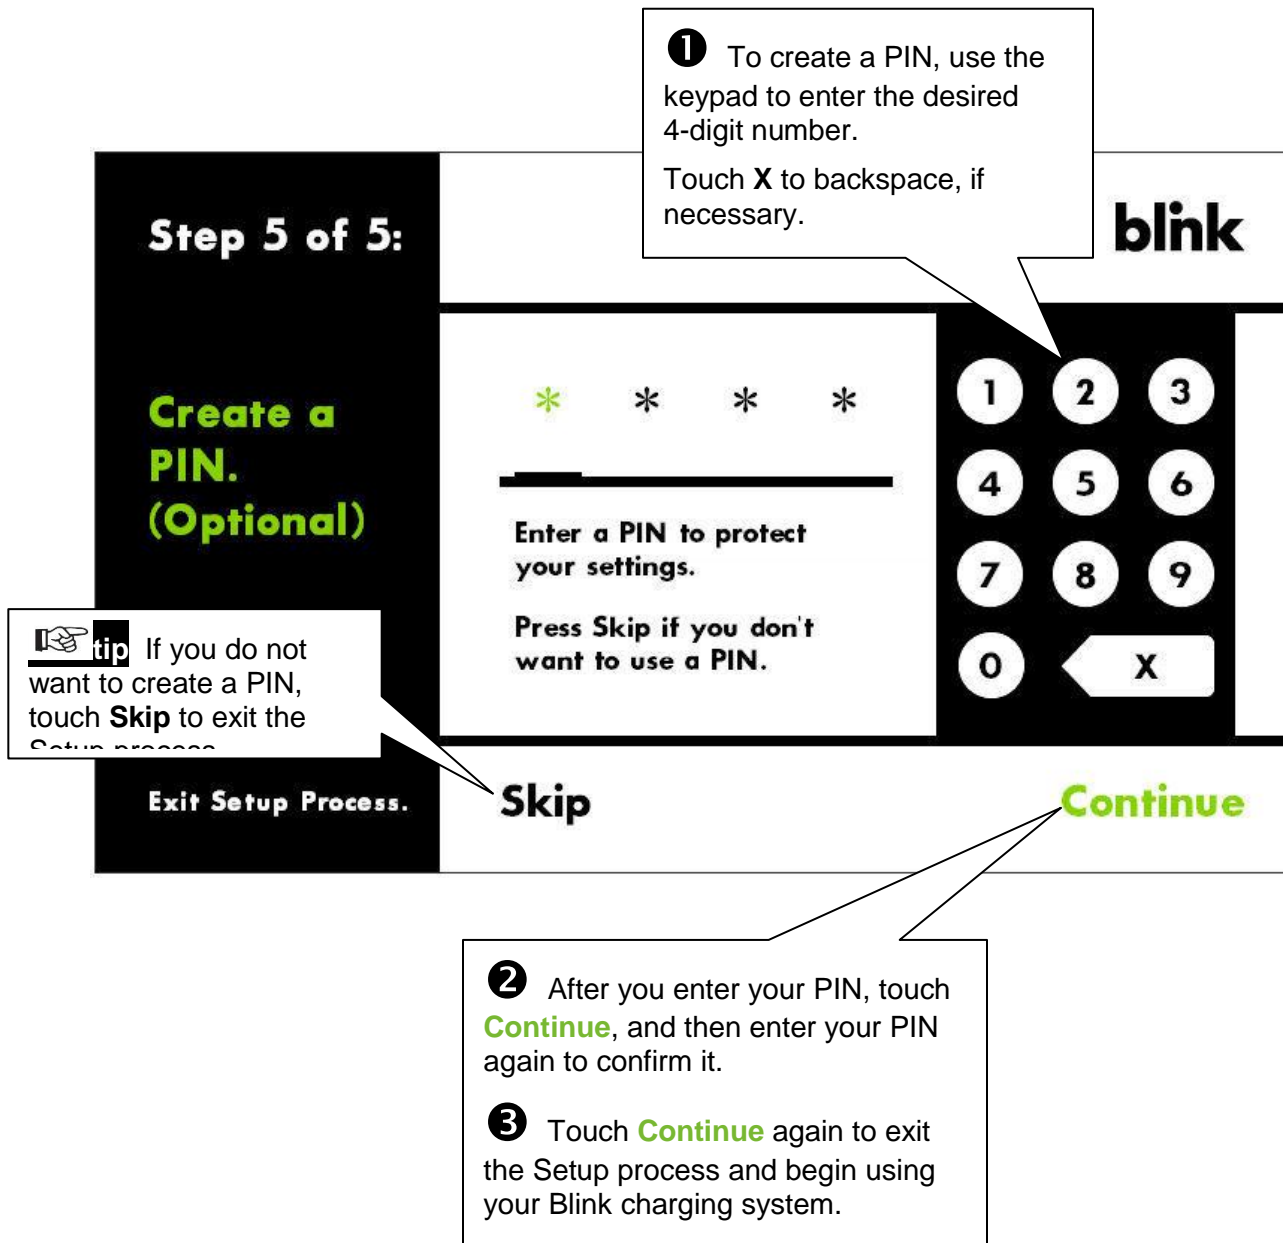 ❶ To create a PIN, use the
keypad to enter the desired
4-digit number.
Touch X to backspace, if
necessary.
Step 5 of 5:
blink
Create a
PIN.
(Optional)
* * * *
Enter a PIN to protect
your settings.
Press Skip if you don't
want to use a PIN.
1 2 3
4 5 6
7 8 9
0 X
tip If you do not
want to create a PIN,
touch Skip to exit the
Setup process
Exit Setup Process.
Skip
Continue
❷ After you enter your PIN, touch
Continue, and then enter your PIN
again to confirm it.
❸ Touch Continue again to exit
the Setup process and begin using
your Blink charging system.